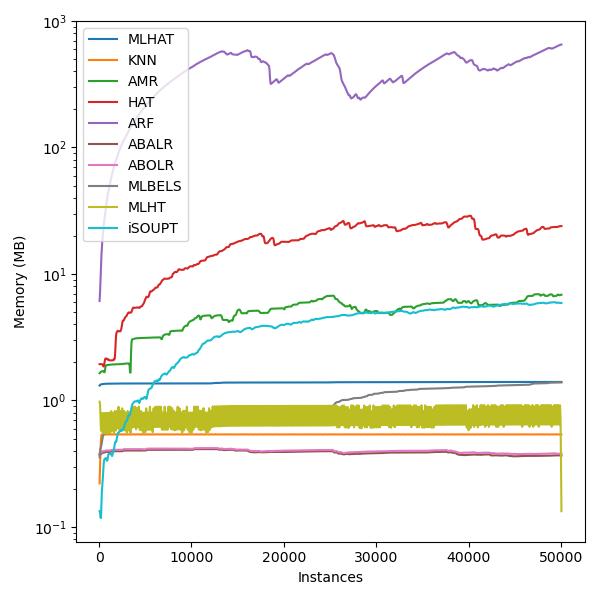 10³
10²
10¹
10⁰
10⁻¹
Memory (MB)
MLHAT
KNN
AMR
HAT
ARF
ABALR
ABOLR
MLBELS
MLHT
iSOUPT
0 10000 20000 30000 40000 50000
Instances